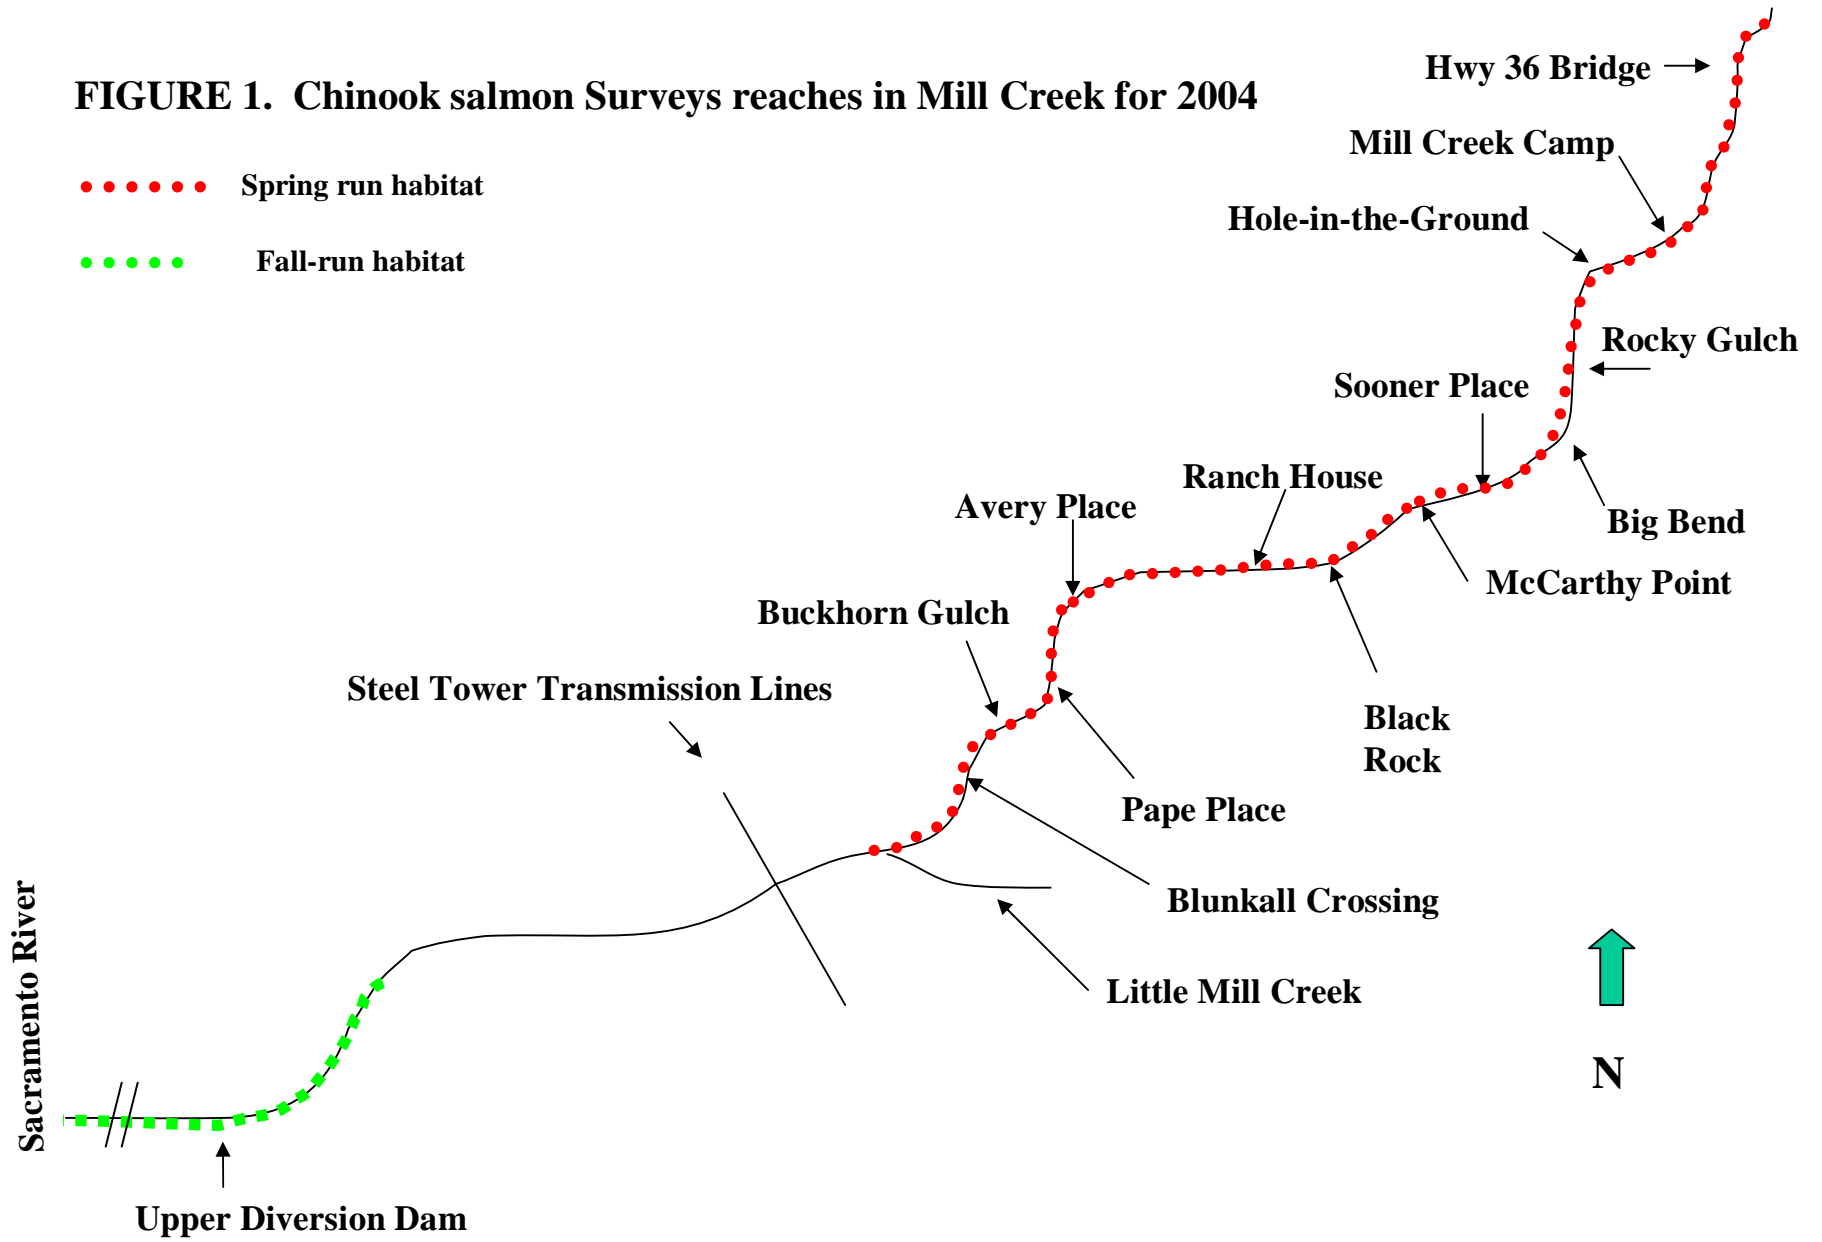 Hwy 36 Bridge
FIGURE 1. Chinook salmon Surveys reaches in Mill Creek for 2004
Mill Creek Camp
Spring run habitat
Hole-in-the-Ground
Fall-run habitat
Rocky Gulch
Sooner Place
Ranch House
Avery Place
Big Bend
McCarthy Point
Buckhorn Gulch
Steel Tower Transmission Lines
Black
Rock
Pape Place
Blunkall Crossing
Little Mill Creek
Sacramento River
N
Upper Diversion Dam